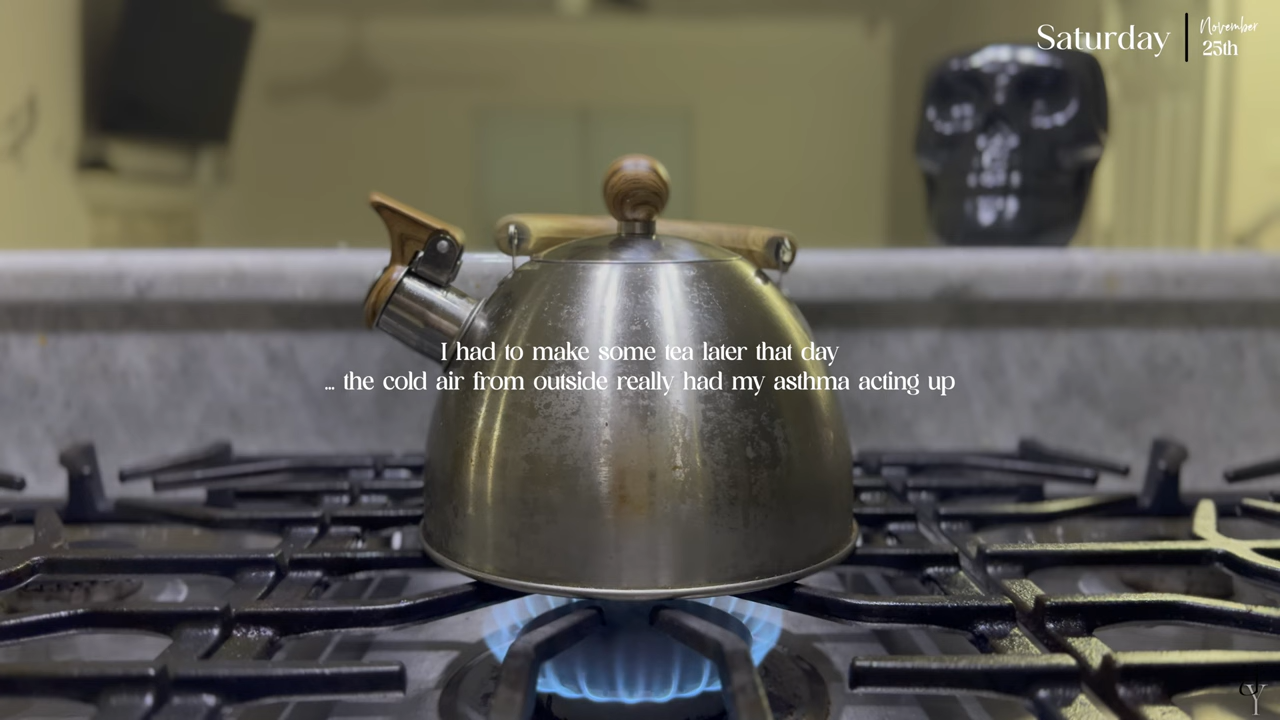 Saturday
November
25th
I had to make some tea later that day
... the cold air from outside really had my asthma acting up